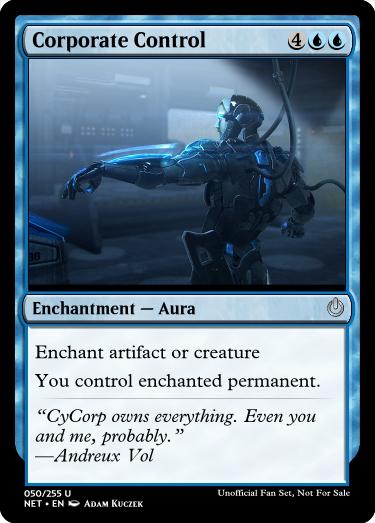 Corporate Control 4
Enchantment — Aura
Enchant artifact or creature
You control enchanted permanent.
“CyCorp owns everything. Even you
and me, probably.”
—Andreux Vol
050/255 U
NET • EN Adam Kuczek
Unofficial Fan Set, Not For Sale